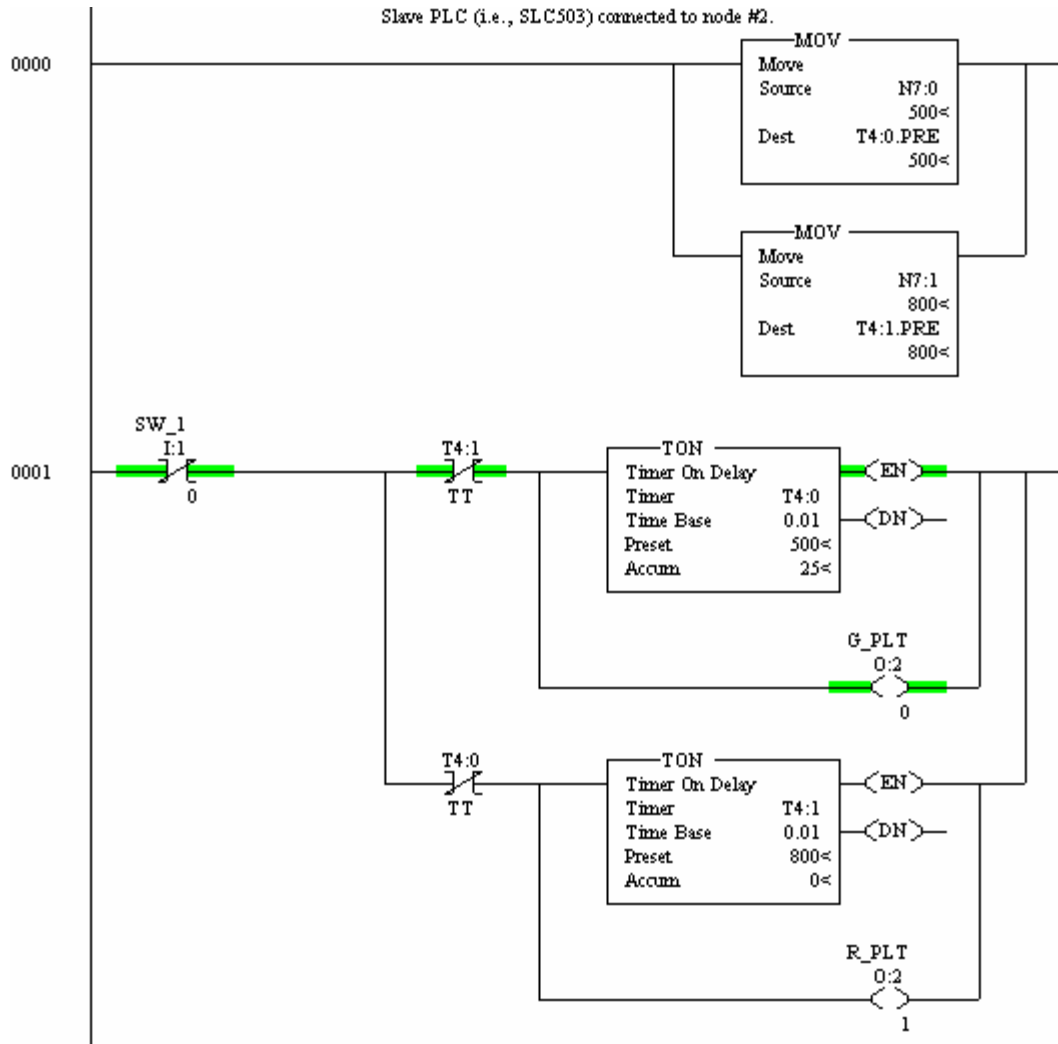 Slave PLC (i.e., SLC503) connected to node #2.
0000
MOV
Move
Source N7:0
500<
Dest T4:0.PRE
500<
MOV
Move
Source N7:1
800<
Dest T4:1.PRE
800<
0001
SW_1
I:1
0
T4:1
TT
TON
Timer On Delay
Timer T4:0
Time Base 0.01
Preset 500<
Accum 25<
EN
DN
G_PLT
O:2
0
T4:0
TT
TON
Timer On Delay
Timer T4:1
Time Base 0.01
Preset 800<
Accum 0<
EN
DN
R_PLT
O:2
1